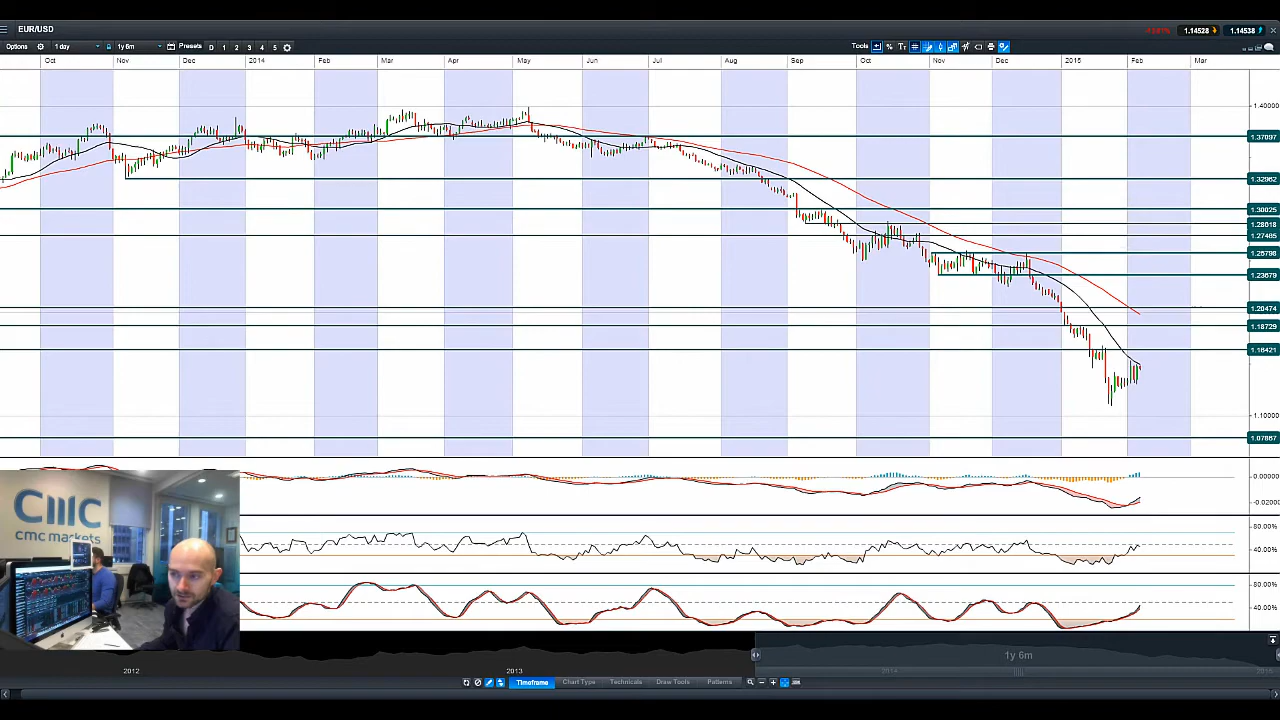 EUR/USD
1.14528 1.14538
Options 1 day 1y 6m Presets D 1 2 3 4 5 Tools
Oct Nov Dec 2014 Feb Mar Apr May Jun Jul Aug Sep Oct Nov Dec 2015 Feb Mar
1.40000
1.37097
1.32962
1.30025
1.28618
1.27485
1.25798
1.23679
1.20474
1.18729
1.16421
1.10000
1.07867
0.00000
-0.02000
80.00%
40.00%
80.00%
40.00%
cmc
cmc markets
1y 6m
2012 2013 2014
Timeframe Chart Type Technicals Draw Tools Patterns